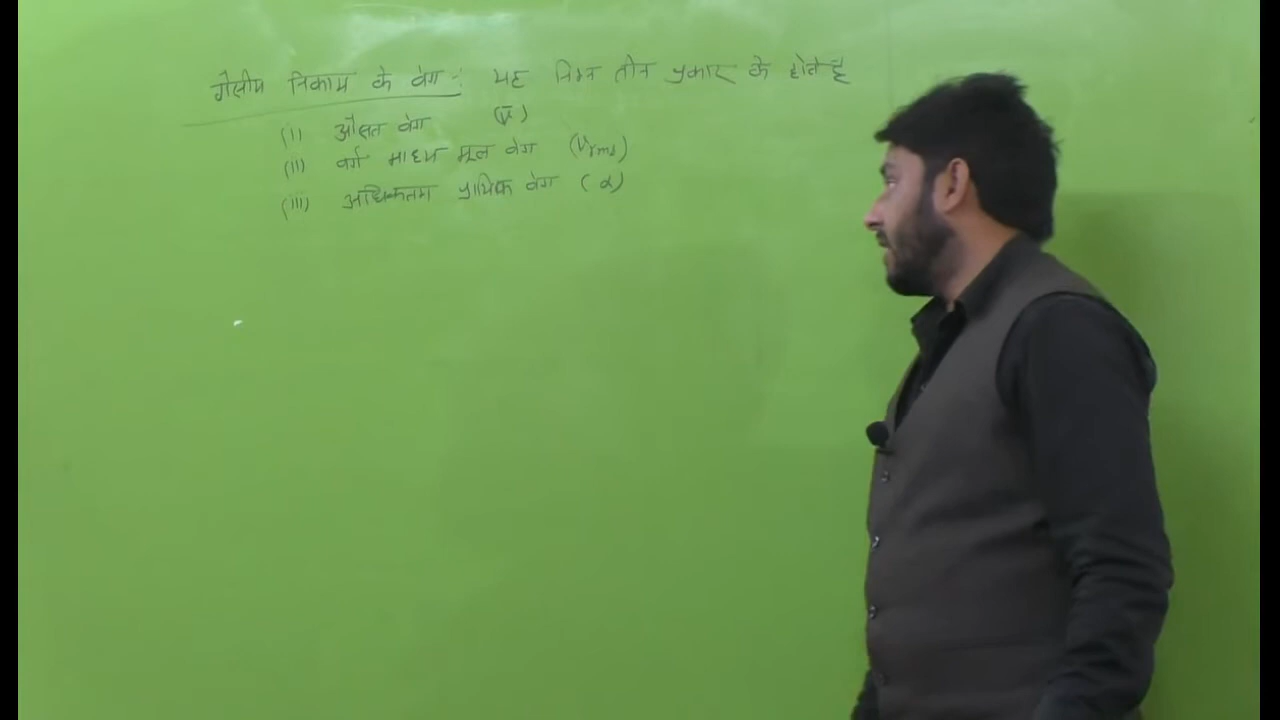 गैसीय निकाय के वेग :- यह निम्न तीन प्रकार के होते है
(i) औसत वेग (v̄)
(ii) वर्ग माध्य मूल वेग (Vrms)
(iii) अधिकतम प्रायिक वेग (α)